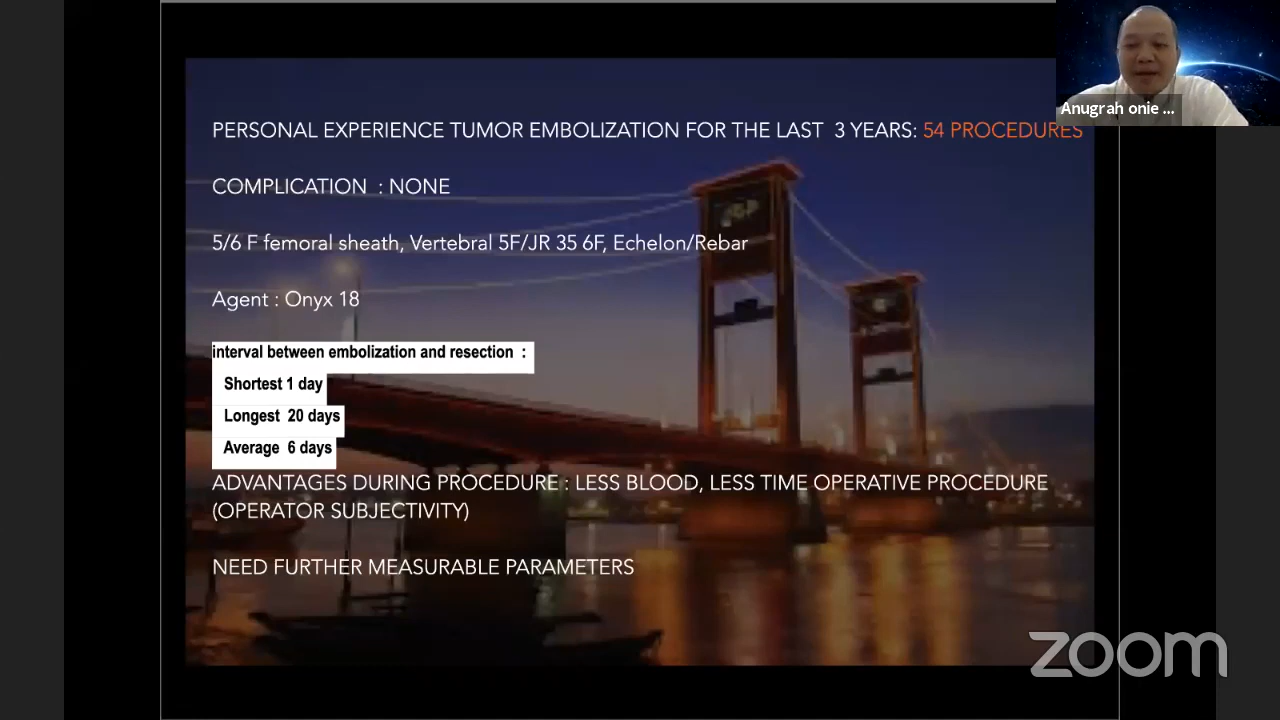 PERSONAL EXPERIENCE TUMOR EMBOLIZATION FOR THE LAST 3 YEARS: 54 PROCEDURES
Anugrah onie ...
COMPLICATION : NONE
5/6 F femoral sheath, Vertebral 5F/JR 35 6F, Echelon/Rebar
Agent : Onyx 18
interval between embolization and resection :
Shortest 1 day
Longest 20 days
Average 6 days
ADVANTAGES DURING PROCEDURE : LESS BLOOD, LESS TIME OPERATIVE PROCEDURE
(OPERATOR SUBJECTIVITY)
NEED FURTHER MEASURABLE PARAMETERS
zoom